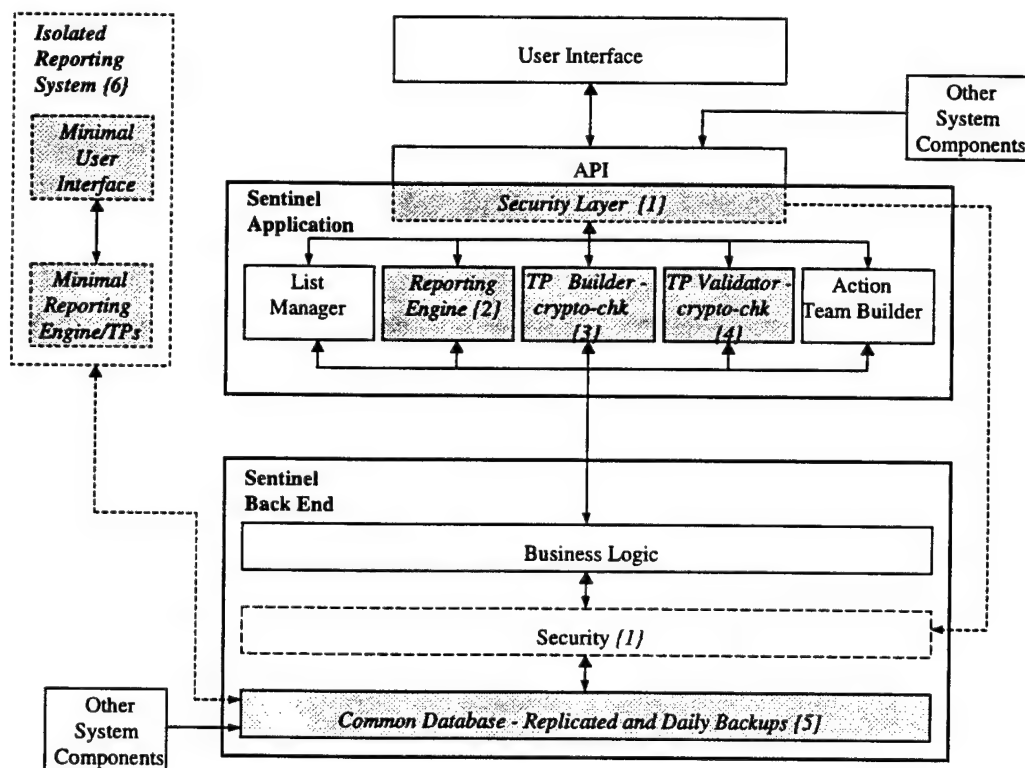 Isolated
Reporting
System {6}
Minimal
User
Interface
Minimal
Reporting
Engine/TPs
User Interface
Other
System
Components
API
Security Layer {1}
Sentinel
Application
List
Manager
Reporting
Engine {2}
TP Builder -
crypto-chk
{3}
TP Validator -
crypto-chk
{4}
Action
Team Builder
Sentinel
Back End
Business Logic
Security {1}
Common Database - Replicated and Daily Backups {5}
Other
System
Components